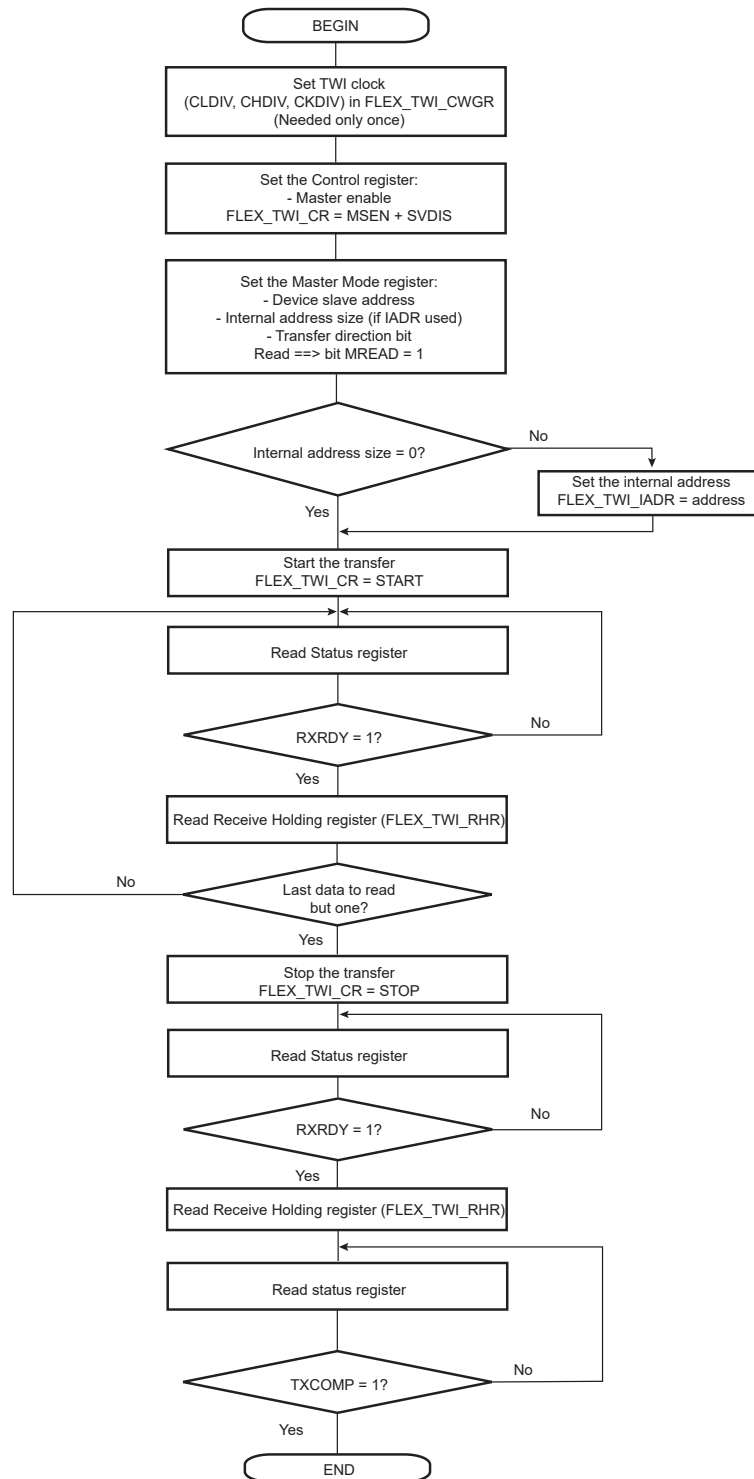 BEGIN
Set TWI clock
(CLDIV, CHDIV, CKDIV) in FLEX_TWI_CWGR
(Needed only once)
Set the Control register:
- Master enable
FLEX_TWI_CR = MSEN + SVDIS
Set the Master Mode register:
- Device slave address
- Internal address size (if IADR used)
- Transfer direction bit
Read ==> bit MREAD = 1
Internal address size = 0?
No
Set the internal address
FLEX_TWI_IADR = address
Yes
Start the transfer
FLEX_TWI_CR = START
Read Status register
RXRDY = 1?
No
Yes
Read Receive Holding register (FLEX_TWI_RHR)
No
Last data to read
but one?
Yes
Stop the transfer
FLEX_TWI_CR = STOP
Read Status register
RXRDY = 1?
No
Yes
Read Receive Holding register (FLEX_TWI_RHR)
Read status register
TXCOMP = 1?
No
Yes
END